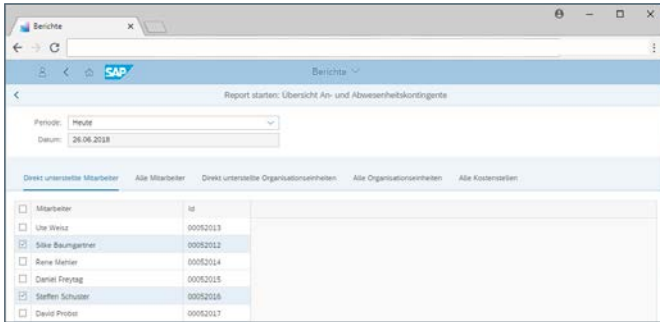 Berichte
SAP
Berichte
Report starten: Übersicht An- und Abwesenheitskontingente
Periode: Heute
Datum: 26.06.2018
Direkt unterstellte Mitarbeiter Alle Mitarbeiter Direkt unterstellte Organisationseinheiten Alle Organisationseinheiten Alle Kostenstellen
Mitarbeiter Id
Ute Weisz 00052013
Silke Baumgartner 00052012
Rene Mehler 00052014
Daniel Freytag 00052015
Steffen Schuster 00052016
David Probst 00052017